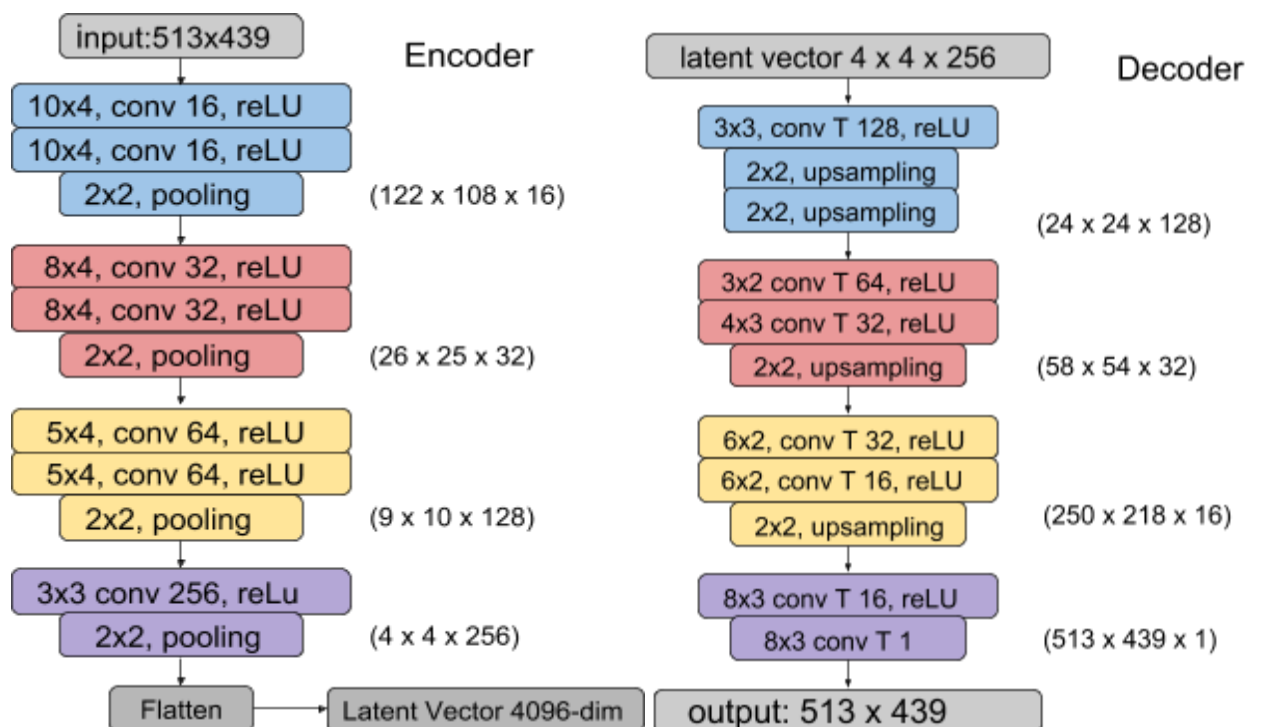 input:513x439
Encoder
10x4, conv 16, reLU
10x4, conv 16, reLU
2x2, pooling
(122 x 108 x 16)
8x4, conv 32, reLU
8x4, conv 32, reLU
2x2, pooling
(26 x 25 x 32)
5x4, conv 64, reLU
5x4, conv 64, reLU
2x2, pooling
(9 x 10 x 128)
3x3 conv 256, reLu
2x2, pooling
(4 x 4 x 256)
Flatten
Latent Vector 4096-dim
latent vector 4 x 4 x 256
Decoder
3x3, conv T 128, reLU
2x2, upsampling
2x2, upsampling
(24 x 24 x 128)
3x2 conv T 64, reLU
4x3 conv T 32, reLU
2x2, upsampling
(58 x 54 x 32)
6x2, conv T 32, reLU
6x2, conv T 16, reLU
2x2, upsampling
(250 x 218 x 16)
8x3 conv T 16, reLU
8x3 conv T 1
(513 x 439 x 1)
output: 513 x 439